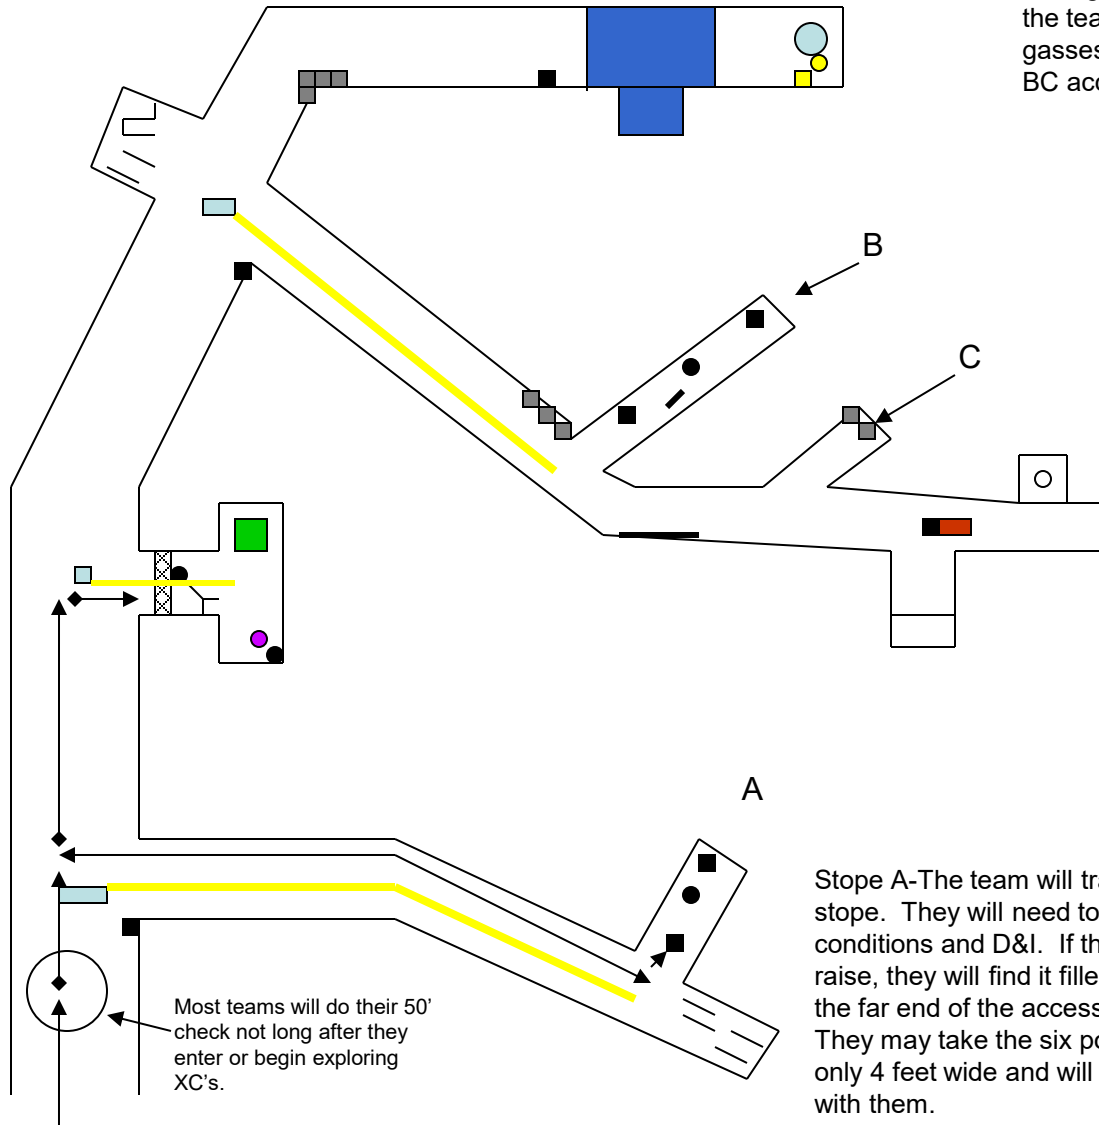 the tea
gasses
BC acc
B
C
A
Stope A-The team will tra
stope. They will need to
conditions and D&I. If th
raise, they will find it fille
the far end of the access
They may take the six po
only 4 feet wide and will
with them.
Most teams will do their 50'
check not long after they
enter or begin exploring
XC's.